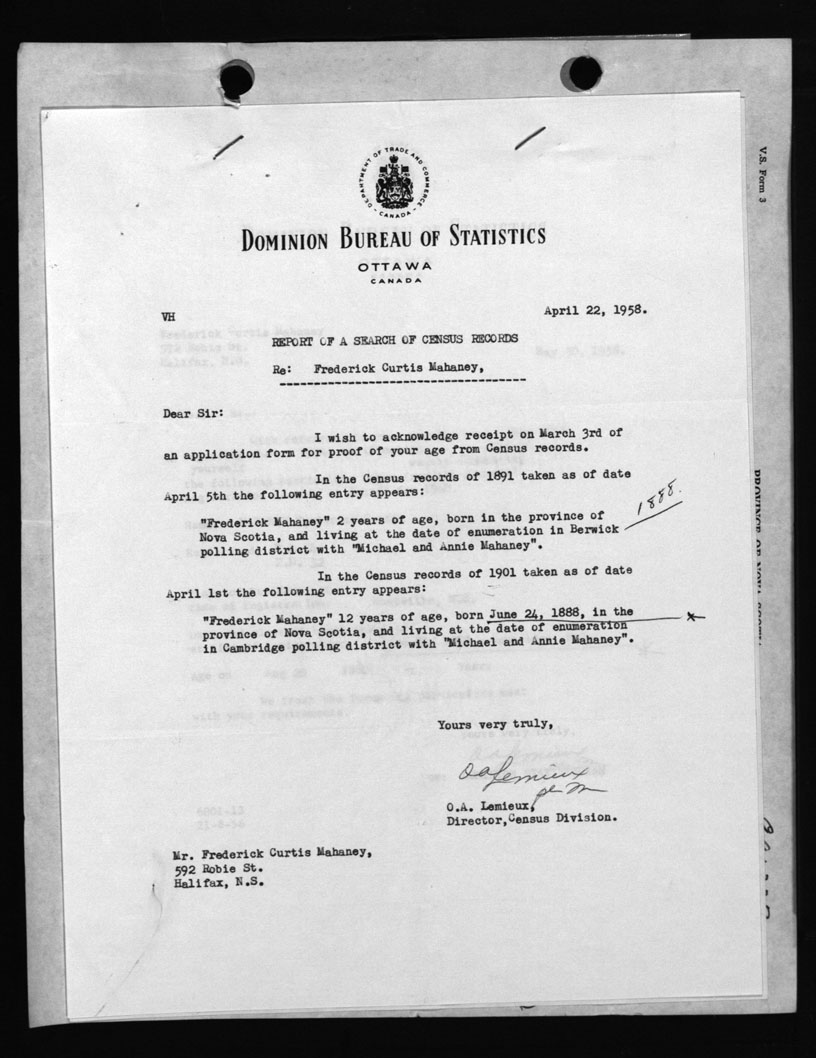 DEPARTMENT OF TRADE AND COMMERCE
- CANADA -
DOMINION BUREAU OF STATISTICS
OTTAWA
CANADA
V.S. Form 3
VH
April 22, 1958.
REPORT OF A SEARCH OF CENSUS RECORDS
Re: Frederick Curtis Mahaney,
Dear Sir:
I wish to acknowledge receipt on March 3rd of
an application form for proof of your age from Census records.
In the Census records of 1891 taken as of date
April 5th the following entry appears:
1888.
"Frederick Mahaney" 2 years of age, born in the province of
Nova Scotia, and living at the date of enumeration in Berwick
polling district with "Michael and Annie Mahaney".
In the Census records of 1901 taken as of date
April 1st the following entry appears:
"Frederick Mahaney" 12 years of age, born June 24, 1888, in the
province of Nova Scotia, and living at the date of enumeration
in Cambridge polling district with "Michael and Annie Mahaney".
Yours very truly,
OALemieux
O.A. Lemieux,
Director,Census Division.
Mr. Frederick Curtis Mahaney,
592 Robie St.
Halifax, N.S.